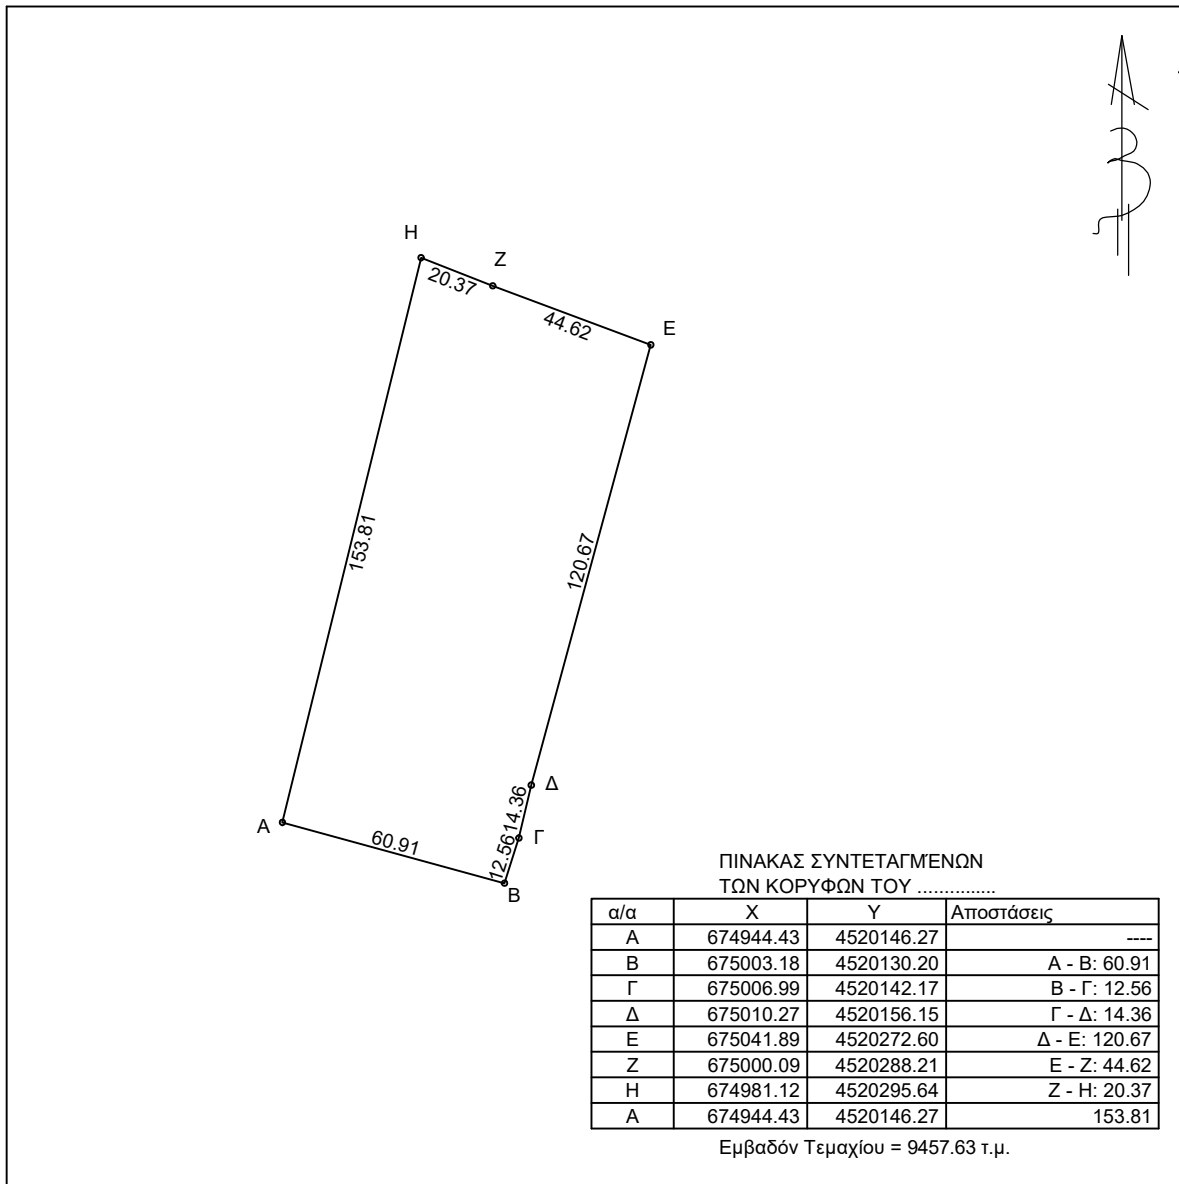 Η
Ζ
20.37
44.62
Ε
153.81
120.67
Δ
14.36
Α
60.91
12.56
Γ
Β
ΠΙΝΑΚΑΣ ΣΥΝΤΕΤΑΓΜΈΝΩΝ
ΤΩΝ ΚΟΡΥΦΩΝ ΤΟΥ ...............
α/α Χ Υ Αποστάσεις
Α 674944.43 4520146.27 ----
Β 675003.18 4520130.20 Α - Β: 60.91
Γ 675006.99 4520142.17 Β - Γ: 12.56
Δ 675010.27 4520156.15 Γ - Δ: 14.36
Ε 675041.89 4520272.60 Δ - Ε: 120.67
Ζ 675000.09 4520288.21 Ε - Ζ: 44.62
Η 674981.12 4520295.64 Ζ - Η: 20.37
Α 674944.43 4520146.27 153.81
Εμβαδόν Τεμαχίου = 9457.63 τ.μ.